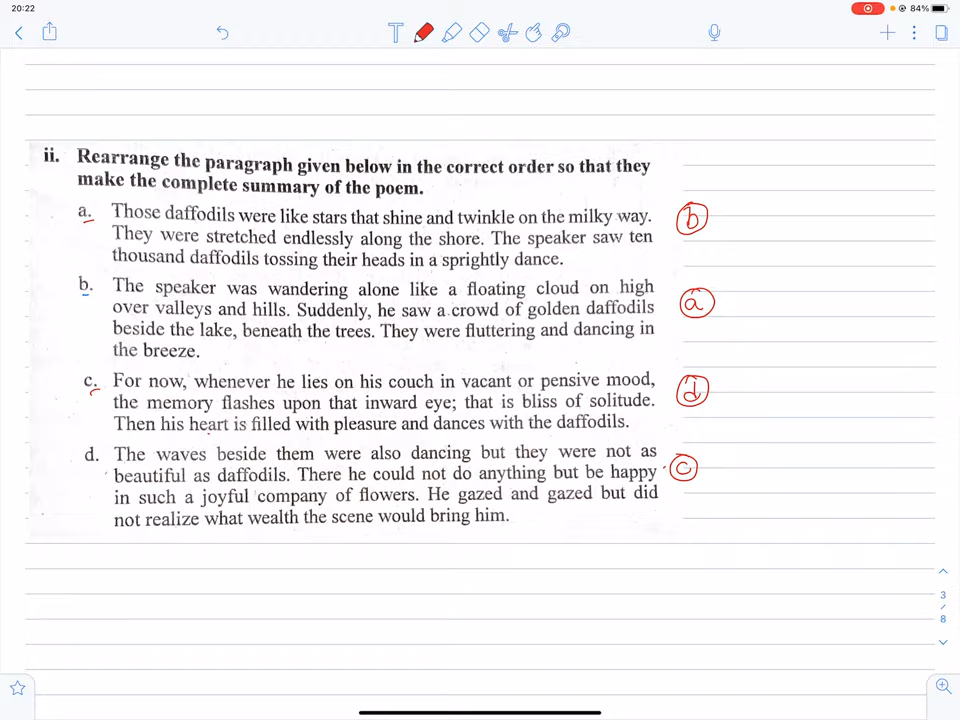 20:22
84%
ii. Rearrange the paragraph given below in the correct order so that they
make the complete summary of the poem.
a. Those daffodils were like stars that shine and twinkle on the milky way.
They were stretched endlessly along the shore. The speaker saw ten
thousand daffodils tossing their heads in a sprightly dance.
b
b. The speaker was wandering alone like a floating cloud on high
over valleys and hills. Suddenly, he saw a crowd of golden daffodils
beside the lake, beneath the trees. They were fluttering and dancing in
the breeze.
a
c. For now, whenever he lies on his couch in vacant or pensive mood,
the memory flashes upon that inward eye; that is bliss of solitude.
Then his heart is filled with pleasure and dances with the daffodils.
d
d. The waves beside them were also dancing but they were not as
beautiful as daffodils. There he could not do anything but be happy
in such a joyful company of flowers. He gazed and gazed but did
not realize what wealth the scene would bring him.
c
3
/
8